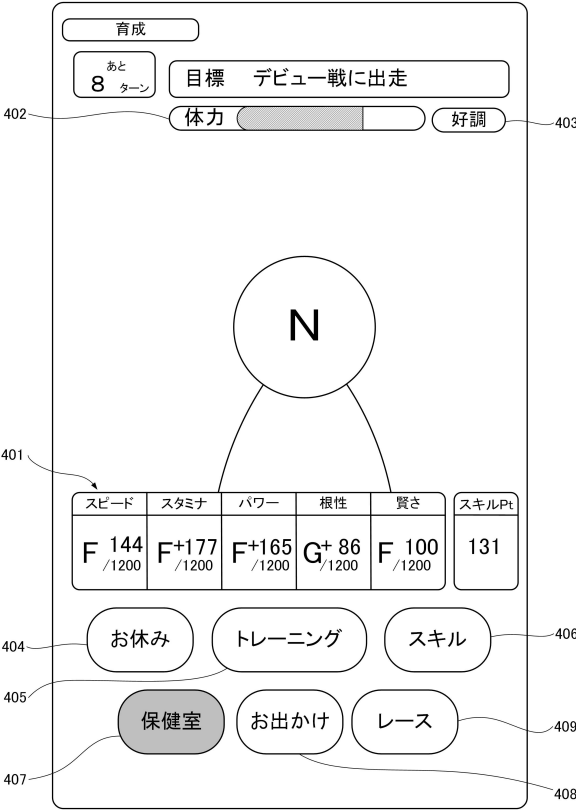 育成
あと
8 ターン
目標 デビュー戦に出走
402
体力
好調
403
N
401
スピード スタミナ パワー 根性 賢さ スキルPt
F 144 /1200 F+177 /1200 F+165 /1200 G+ 86 /1200 F 100 /1200 131
お休み トレーニング スキル
404
406
405
保健室 お出かけ レース
409
407
408